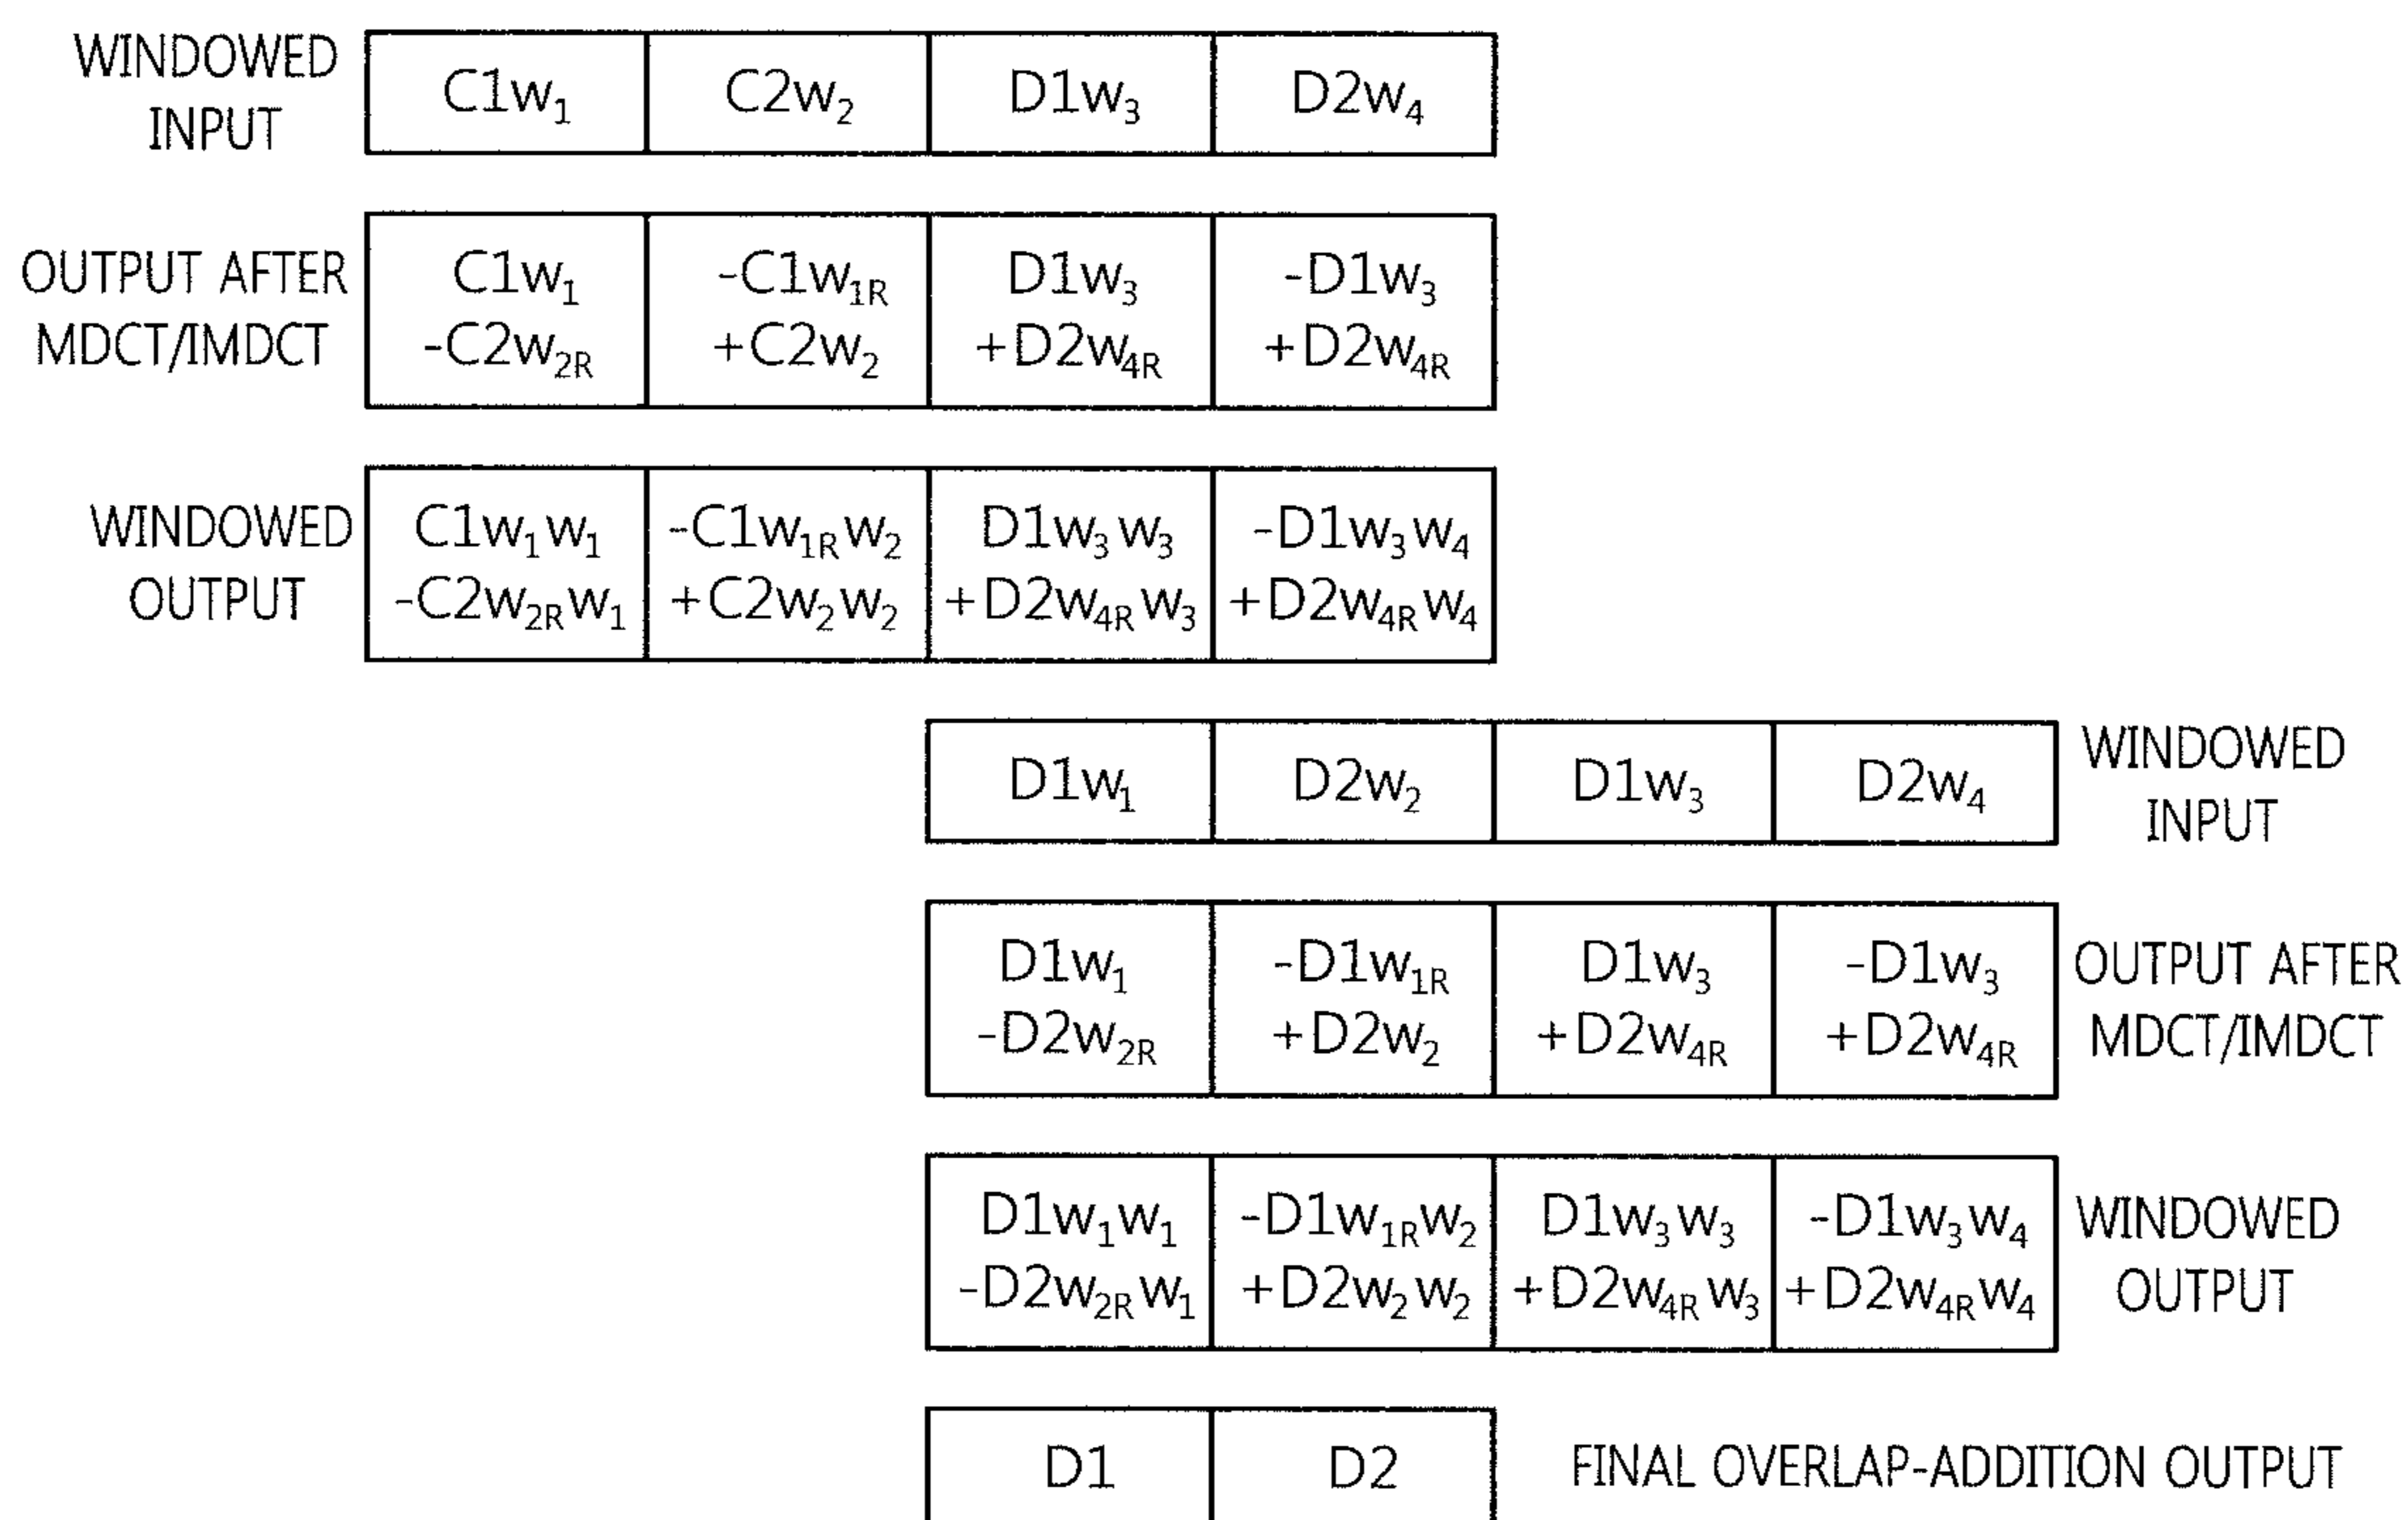 WINDOWED
INPUT
C1w₁ C2w₂ D1w₃ D2w₄
OUTPUT AFTER
MDCT/IMDCT
C1w₁ -C1w₁R D1w₃ -D1w₃
-C2w₂R +C2w₂ +D2w₄R +D2w₄R
WINDOWED
OUTPUT
C1w₁w₁ -C1w₁Rw₂ D1w₃w₃ -D1w₃w₄
-C2w₂Rw₁ +C2w₂w₂ +D2w₄Rw₃ +D2w₄Rw₄
D1w₁ D2w₂ D1w₃ D2w₄
WINDOWED
INPUT
D1w₁ -D1w₁R D1w₃ -D1w₃
-D2w₂R +D2w₂ +D2w₄R +D2w₄R
OUTPUT AFTER
MDCT/IMDCT
D1w₁w₁ -D1w₁Rw₂ D1w₃w₃ -D1w₃w₄
-D2w₂Rw₁ +D2w₂w₂ +D2w₄Rw₃ +D2w₄Rw₄
WINDOWED
OUTPUT
D1 D2 FINAL OVERLAP-ADDITION OUTPUT